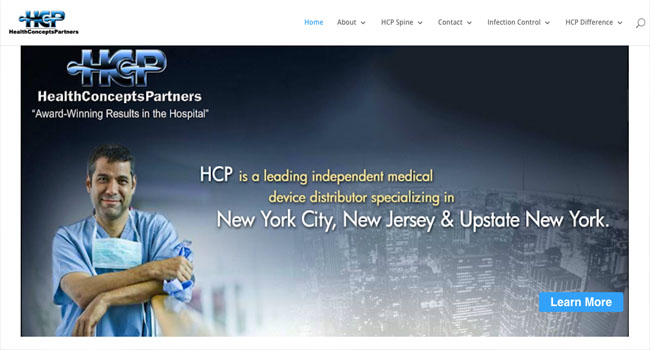 HCP
HealthConceptsPartners
Home About HCP Spine Contact Infection Control HCP Difference
HCP
HealthConceptsPartners
“Award-Winning Results in the Hospital”
HCP is a leading independent medical
device distributor specializing in
New York City, New Jersey & Upstate New York.
Learn More